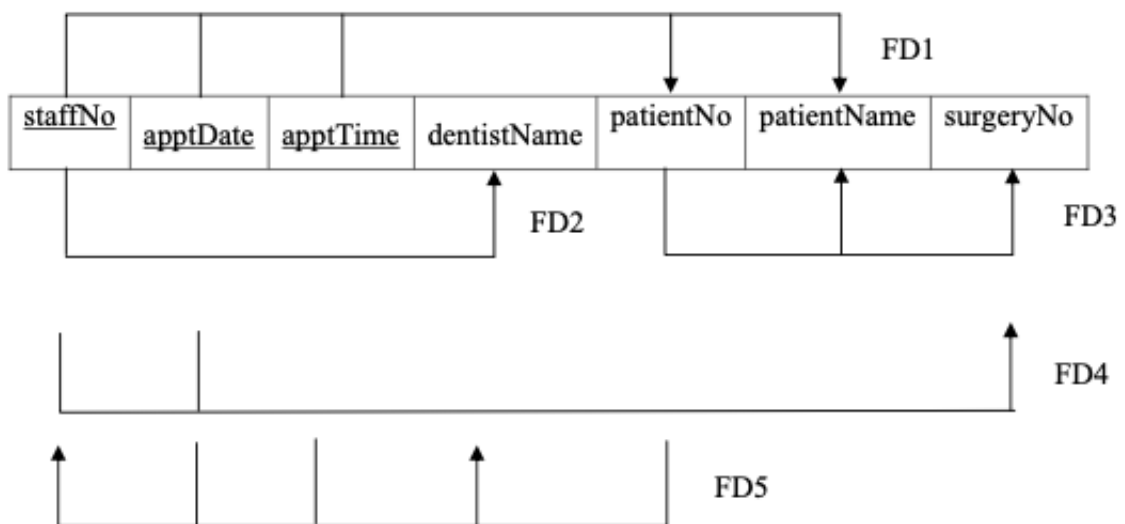 FD1
staffNo apptDate apptTime dentistName patientNo patientName surgeryNo
FD2 FD3
FD4
FD5